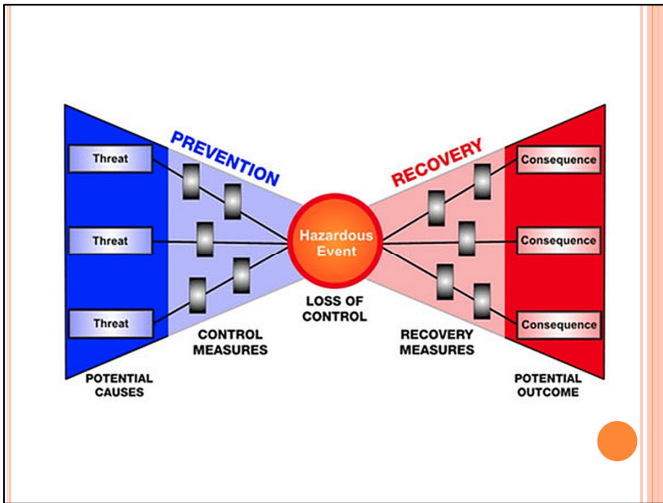 PREVENTION
RECOVERY
Threat
Consequence
Threat
Hazardous
Event
Consequence
Threat
Consequence
LOSS OF
CONTROL
CONTROL
MEASURES
RECOVERY
MEASURES
POTENTIAL
CAUSES
POTENTIAL
OUTCOME